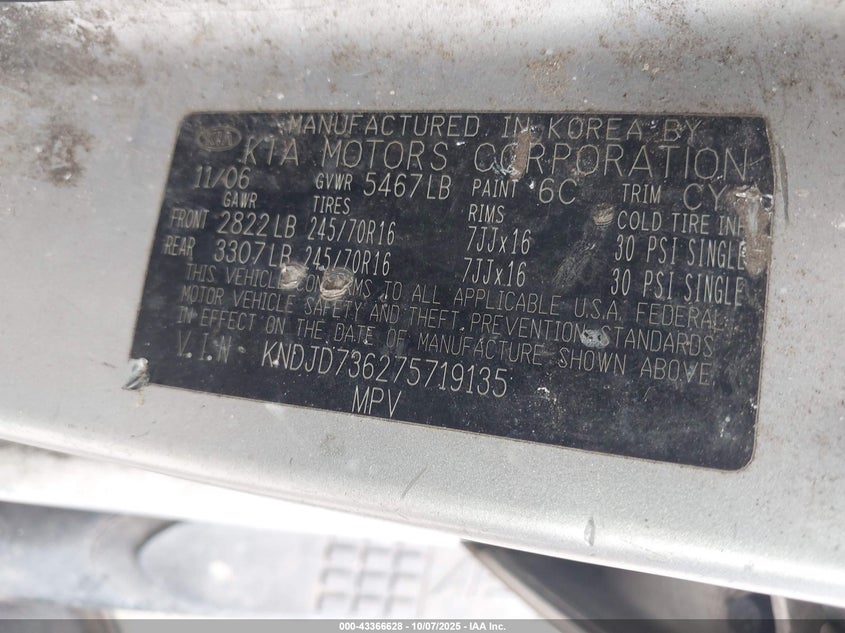 KIA
MANUFACTURED IN KOREA BY
KIA MOTORS CORPORATION
11/06 GVWR 5467LB PAINT 6C TRIM CY
GAWR TIRES RIMS COLD TIRE INF
FRONT 2822LB 245/70R16 7JJx16 30 PSI SINGLE
REAR 3307LB 245/70R16 7JJx16 30 PSI SINGLE
THIS VEHICLE CONFORMS TO ALL APPLICABLE U.S.A. FEDERAL
MOTOR VEHICLE SAFETY AND THEFT PREVENTION STANDARDS
IN EFFECT ON THE DATE OF MANUFACTURE SHOWN ABOVE.
V.I.N KNDJD736275719135
MPV
000-43366628 - 10/07/2025 - IAA Inc.